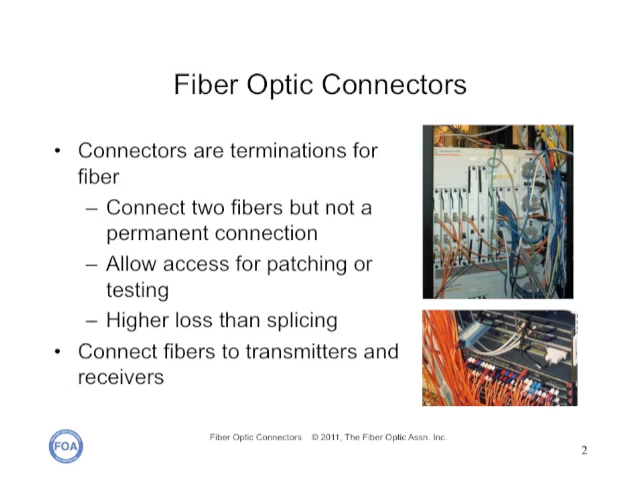 Fiber Optic Connectors
• Connectors are terminations for
fiber
– Connect two fibers but not a
permanent connection
– Allow access for patching or
testing
– Higher loss than splicing
• Connect fibers to transmitters and
receivers
Fiber Optic Connectors © 2011, The Fiber Optic Assn. Inc.
FOA
2